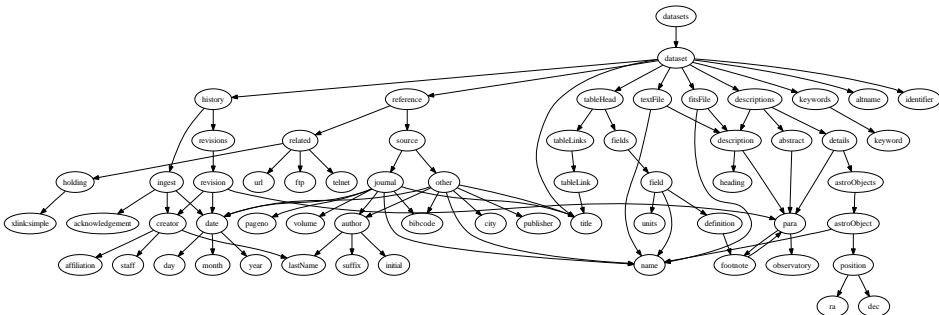 datasets
dataset
history reference tableHead textFile fitsFile descriptions keywords altname identifier
revisions related source tableLinks fields description abstract details keyword
holding ingest revision url ftp telnet journal other tableLink field heading astroObjects
xlink:simple acknowledgement creator date pageno volume author bibcode city publisher title units definition para astroObject
affiliation staff day month year lastName suffix initial name footnote observatory position
ra dec